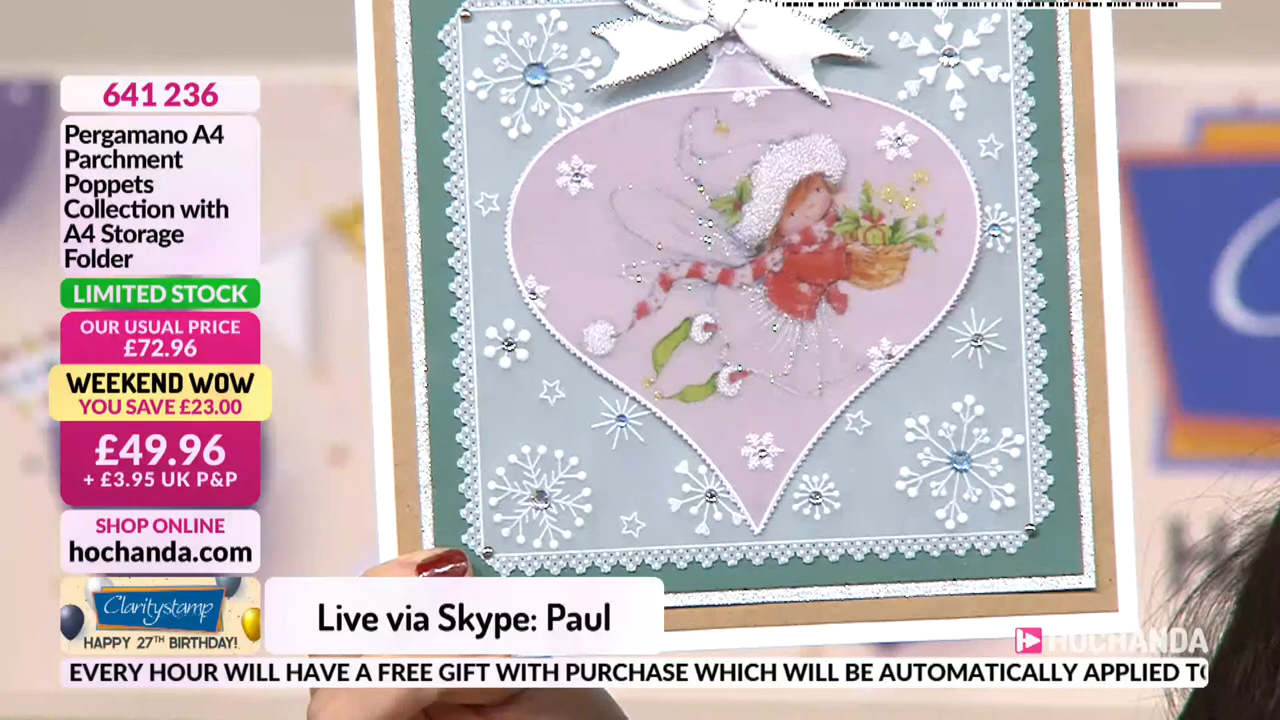 641 236
Pergamano A4
Parchment
Poppets
Collection with
A4 Storage
Folder
LIMITED STOCK
OUR USUAL PRICE
£72.96
WEEKEND WOW
YOU SAVE £23.00
£49.96
+ £3.95 UK P&P
SHOP ONLINE
hochanda.com
Claritystamp
HAPPY 27TH BIRTHDAY!
Live via Skype: Paul
HOCHANDA
EVERY HOUR WILL HAVE A FREE GIFT WITH PURCHASE WHICH WILL BE AUTOMATICALLY APPLIED TO